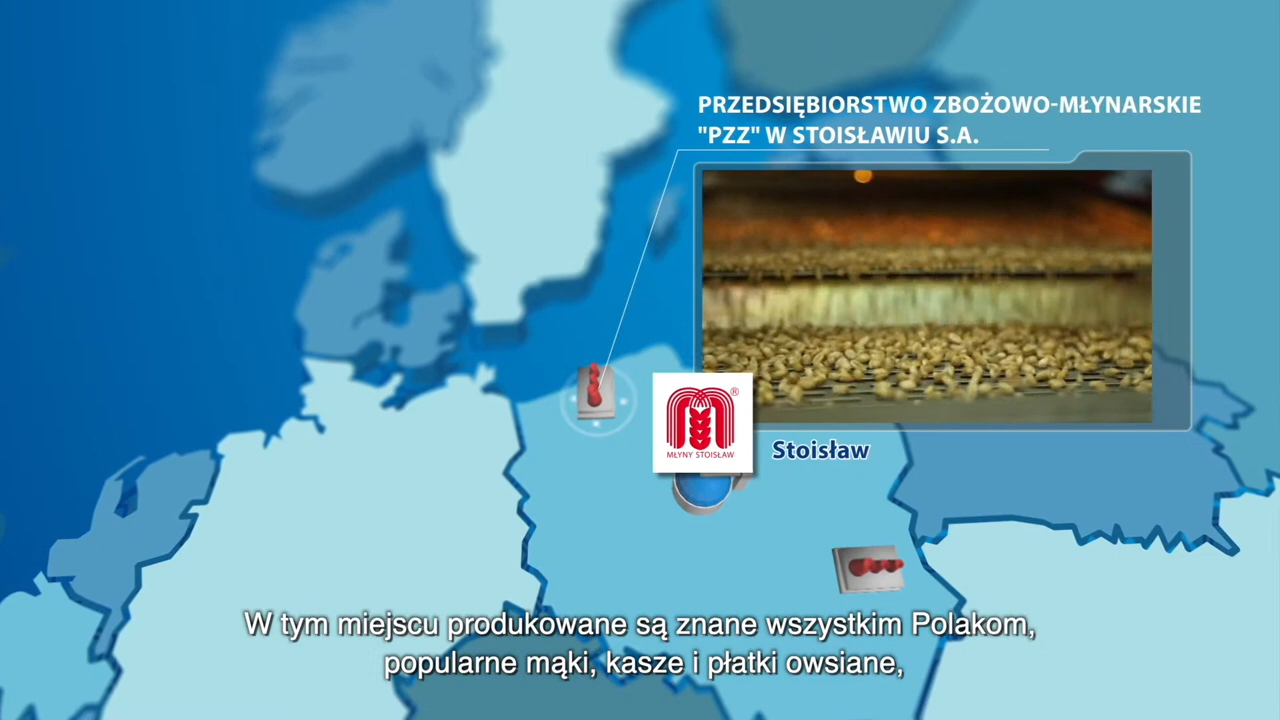 PRZEDSIĘBIORSTWO ZBOŻOWO-MŁYNARSKIE
"PZZ" W STOISŁAWIU S.A.
®
MŁYNY STOISŁAW
Stoisław
W tym miejscu produkowane są znane wszystkim Polakom,
popularne mąki, kasze i płatki owsiane,